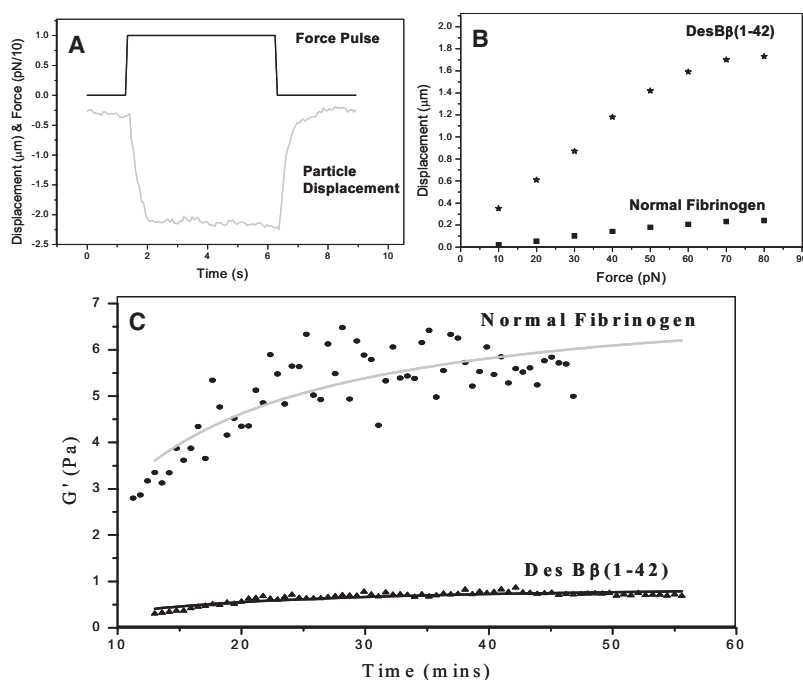 A
Force Pulse
Particle
Displacement
Displacement (μm) & Force (pN/10)
1.0
0.5
0.0
-0.5
-1.0
-1.5
-2.0
-2.5
0 2 4 6 8 10
Time (s)
B
DesBβ(1-42)
Normal Fibrinogen
Displacement (μm)
2.0
1.8
1.6
1.4
1.2
1.0
0.8
0.6
0.4
0.2
0.0
0 10 20 30 40 50 60 70 80 90
Force (pN)
C
Normal Fibrinogen
Des Bβ(1-42)
G' (Pa)
7
6
5
4
3
2
1
0
10 20 30 40 50 60
Time (mins)